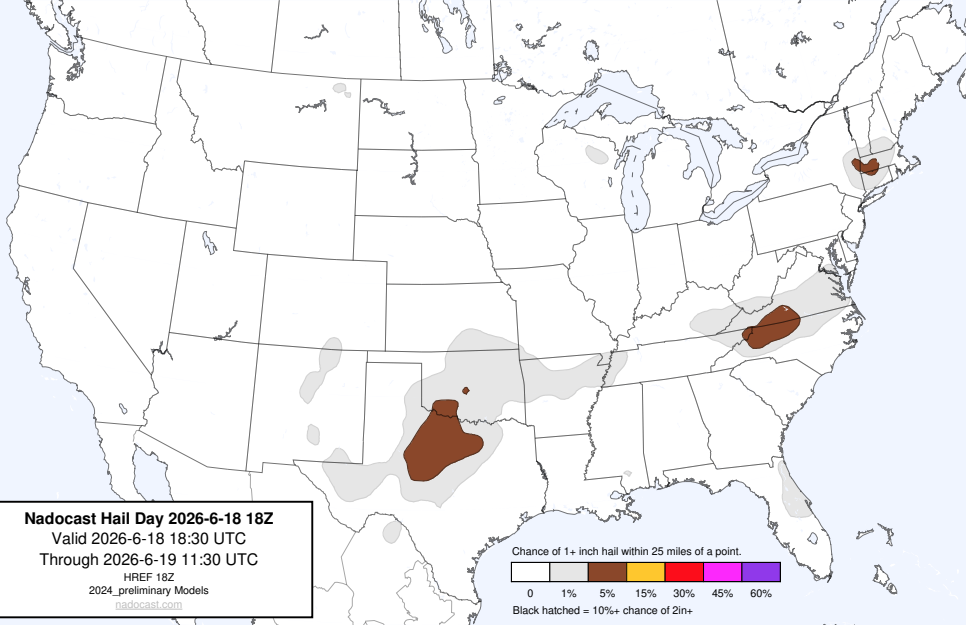 Nadocast Hail Day 2026-6-18 18Z
Valid 2026-6-18 18:30 UTC
Through 2026-6-19 11:30 UTC
HREF 18Z
2024_preliminary Models
nadocast.com
Chance of 1+ inch hail within 25 miles of a point.
0 1% 5% 15% 30% 45% 60%
Black hatched = 10%+ chance of 2in+